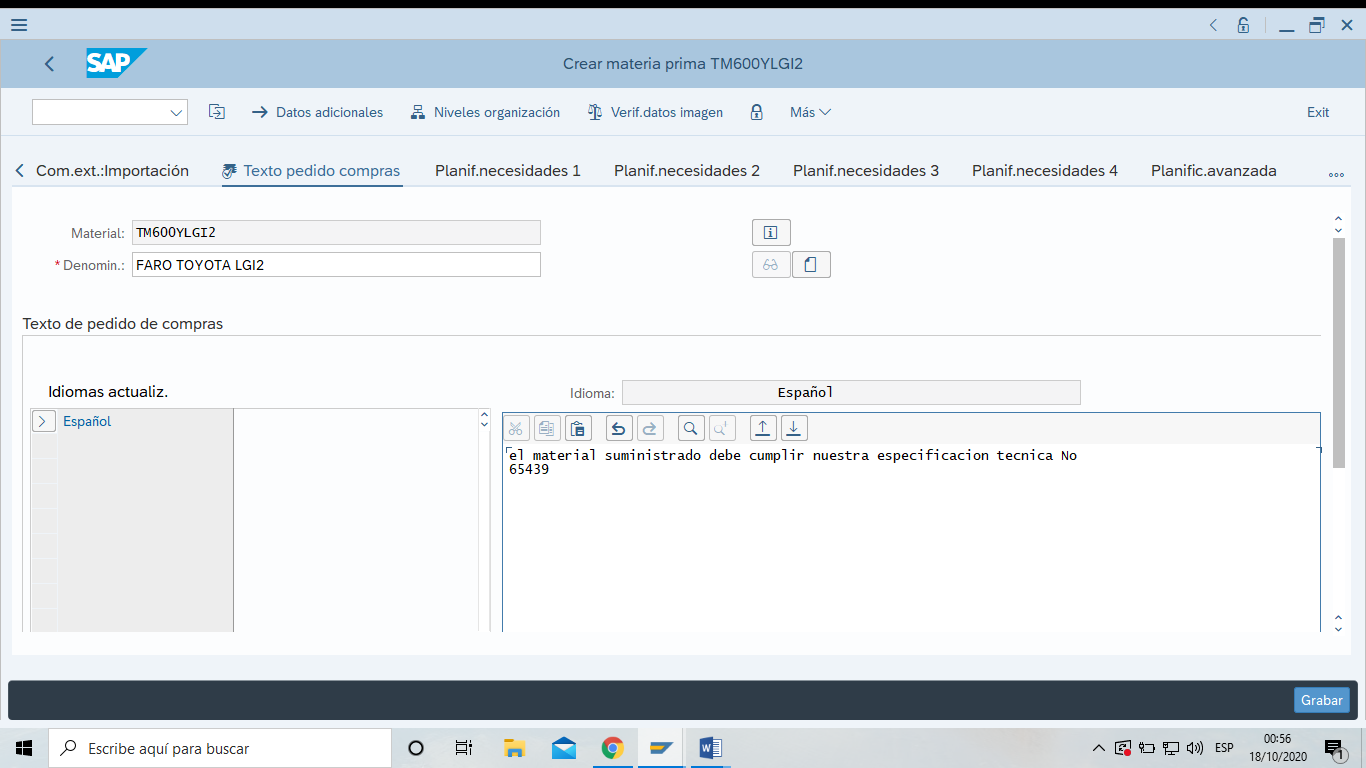 SAP
Crear materia prima TM600YLGI2
Datos adicionales
Niveles organización
Verif.datos imagen
Más
Exit
Com.ext.:Importación
Texto pedido compras
Planif.necesidades 1
Planif.necesidades 2
Planif.necesidades 3
Planif.necesidades 4
Planific.avanzada
Material: TM600YLGI2
* Denomin.: FARO TOYOTA LGI2
Texto de pedido de compras
Idiomas actualiz.
Idioma: Español
Español
el material suministrado debe cumplir nuestra especificacion tecnica No
65439
Grabar
Escribe aquí para buscar
ESP
00:56
18/10/2020
1